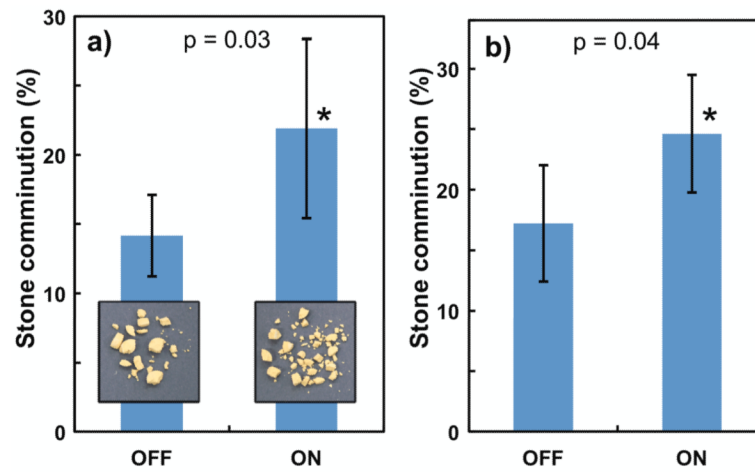 a)
p = 0.03
Stone comminution (%)
30
20
10
0
*
OFF
ON
b)
p = 0.04
Stone comminution (%)
30
20
10
0
*
OFF
ON